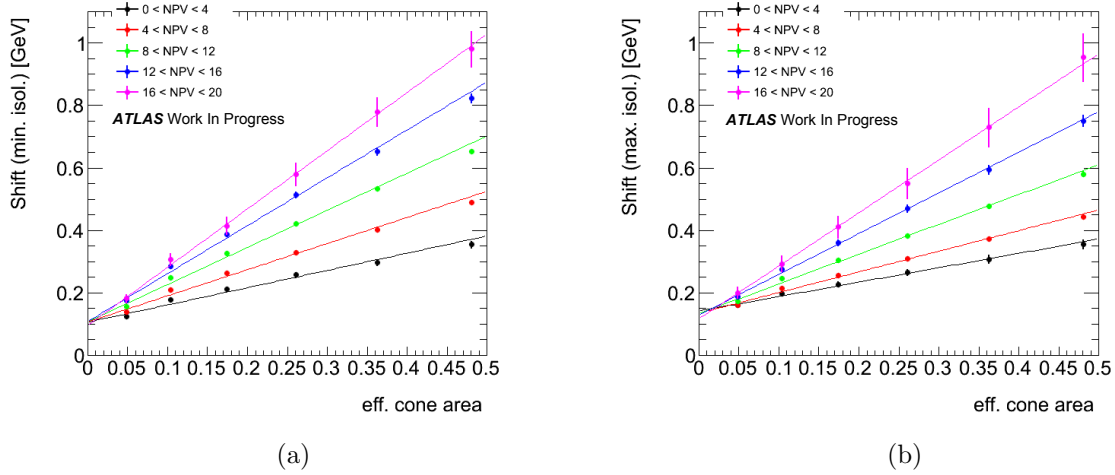 0 < NPV < 4
4 < NPV < 8
8 < NPV < 12
12 < NPV < 16
16 < NPV < 20
ATLAS Work In Progress
Shift (min. isol.) [GeV]
1
0.8
0.6
0.4
0.2
0
0 0.05 0.1 0.15 0.2 0.25 0.3 0.35 0.4 0.45 0.5
eff. cone area
(a)
0 < NPV < 4
4 < NPV < 8
8 < NPV < 12
12 < NPV < 16
16 < NPV < 20
ATLAS Work In Progress
Shift (max. isol.) [GeV]
1
0.8
0.6
0.4
0.2
0
0 0.05 0.1 0.15 0.2 0.25 0.3 0.35 0.4 0.45 0.5
eff. cone area
(b)